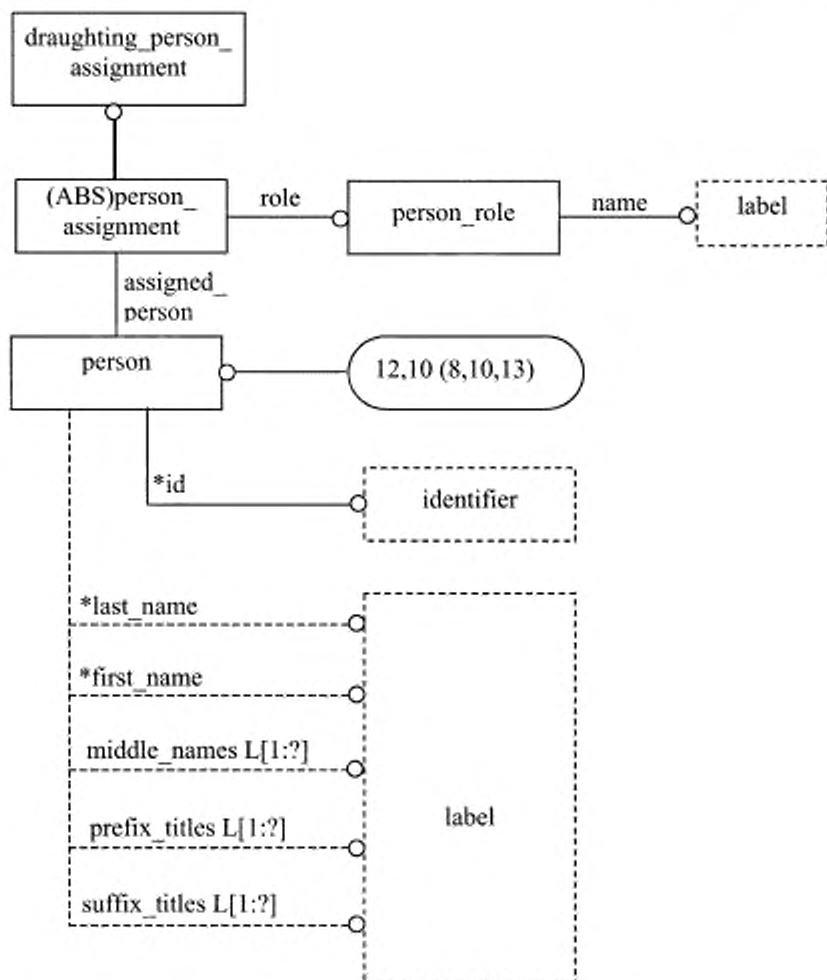 draughting_person_
assignment
(ABS)person_
assignment
role
person_role
name
label
assigned_
person
person
12,10 (8,10,13)
*id
identifier
*last_name
*first_name
middle_names L[1:?]
prefix_titles L[1:?]
label
suffix_titles L[1:?]